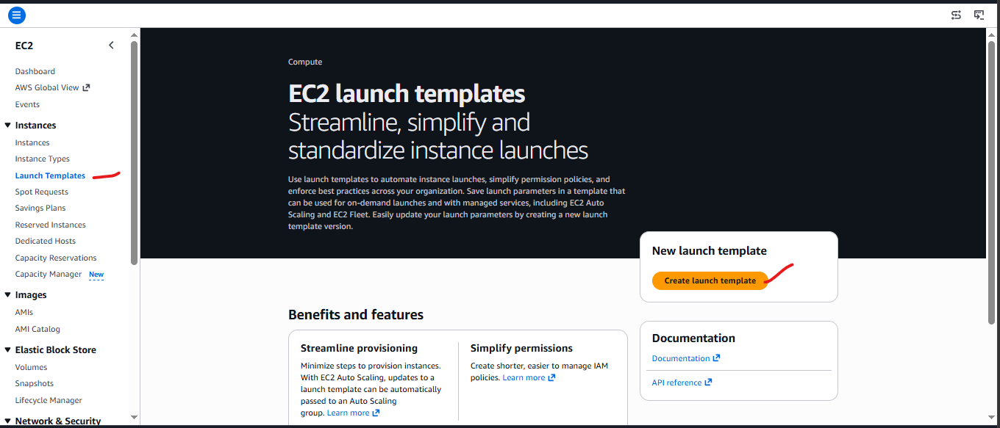 EC2
Dashboard
AWS Global View
Events
Instances
Instances
Instance Types
Launch Templates
Spot Requests
Savings Plans
Reserved Instances
Dedicated Hosts
Capacity Reservations
Capacity Manager New
Images
AMIs
AMI Catalog
Elastic Block Store
Volumes
Snapshots
Lifecycle Manager
Network & Security
Compute
EC2 launch templates
Streamline, simplify and
standardize instance launches
Use launch templates to automate instance launches, simplify permission policies, and
enforce best practices across your organization. Save launch parameters in a template that
can be used for on-demand launches and with managed services, including EC2 Auto
Scaling and EC2 Fleet. Easily update your launch parameters by creating a new launch
template version.
New launch template
Create launch template
Benefits and features
Streamline provisioning
Minimize steps to provision instances.
With EC2 Auto Scaling, updates to a
launch template can be automatically
passed to an Auto Scaling
group. Learn more
Simplify permissions
Create shorter, easier to manage IAM
policies. Learn more
Documentation
Documentation
API reference